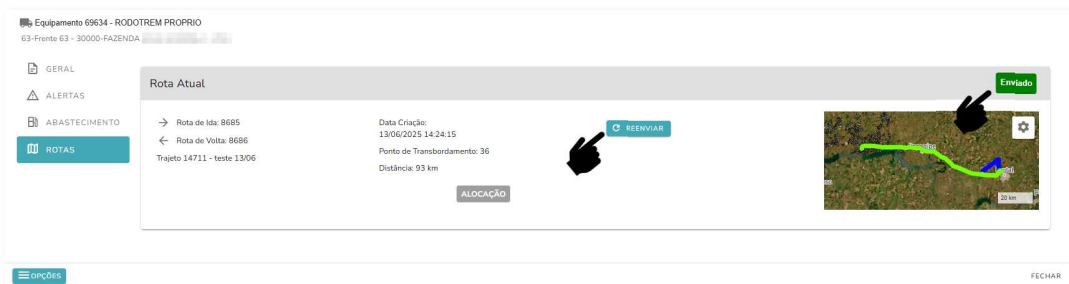 Equipamento 69634 - RODOTREM PROPRIO
63-Frente 63 - 30000-FAZENDA
GERAL
ALERTAS
ABASTECIMENTO
ROTAS
Rota Atual
Enviado
Rota de Ida: 8685
Rota de Volta: 8686
Trajeto 14711 - teste 13/06
Data Criação:
13/06/2025 14:24:15
Ponto de Transbordamento: 36
Distância: 93 km
ALOCAÇÃO
REENVIAR
20 km
OPÇÕES
FECHAR